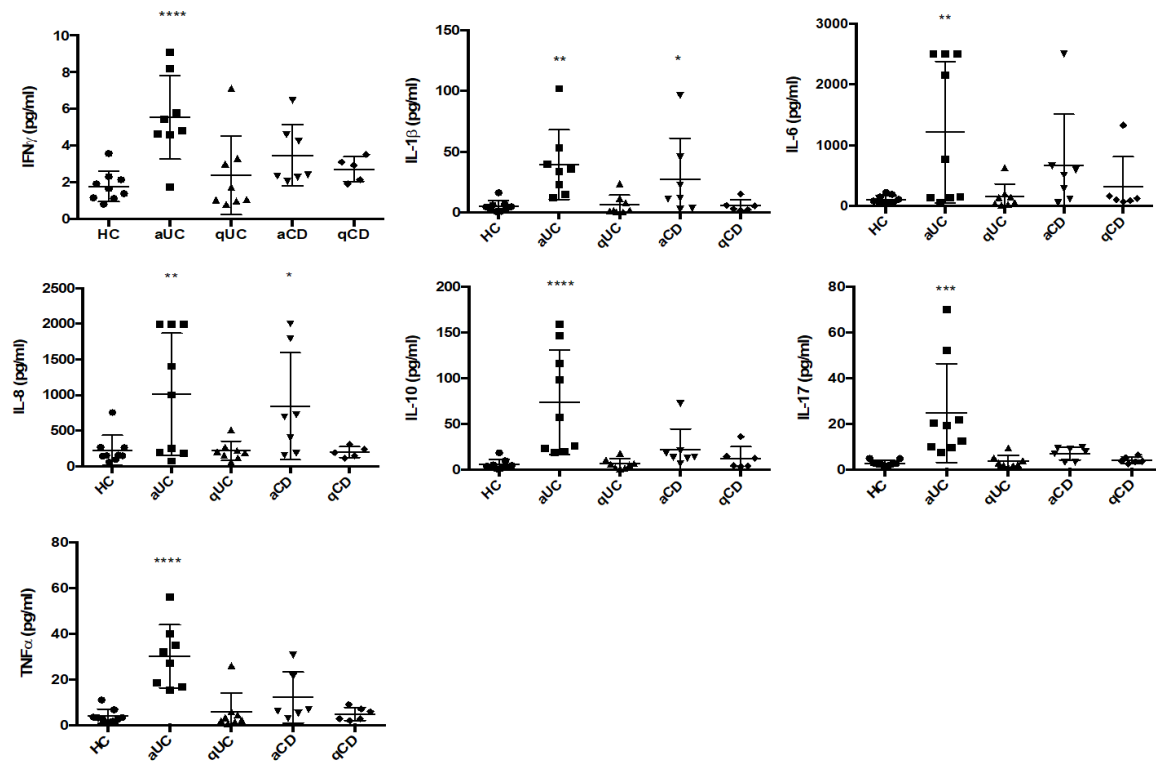 ****
10
8
6
4
2
0
IFNγ (pg/ml)
HC
aUC
qUC
aCD
qCD
**
*
150
100
50
0
IL-1β (pg/ml)
HC
aUC
qUC
aCD
qCD
**
3000
2000
1000
0
IL-6 (pg/ml)
HC
aUC
qUC
aCD
qCD
**
*
2500
2000
1500
1000
500
0
IL-8 (pg/ml)
HC
aUC
qUC
aCD
qCD
****
200
150
100
50
0
IL-10 (pg/ml)
HC
aUC
qUC
aCD
qCD
***
80
60
40
20
0
IL-17 (pg/ml)
HC
aUC
qUC
aCD
qCD
****
80
60
40
20
0
TNFα (pg/ml)
HC
aUC
qUC
aCD
qCD